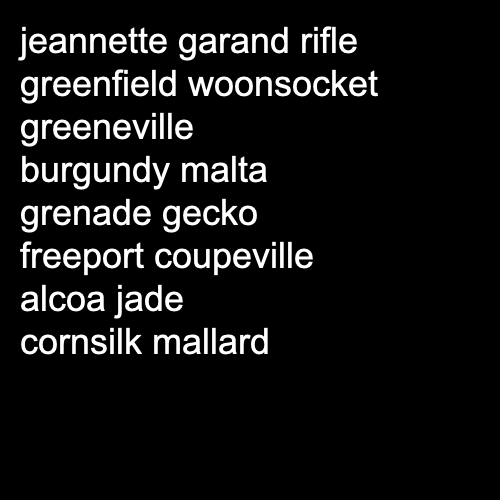 jeannette garand rifle
greenfield woonsocket
greeneville
burgundy malta
grenade gecko
freeport coupeville
alcoa jade
cornsilk mallard